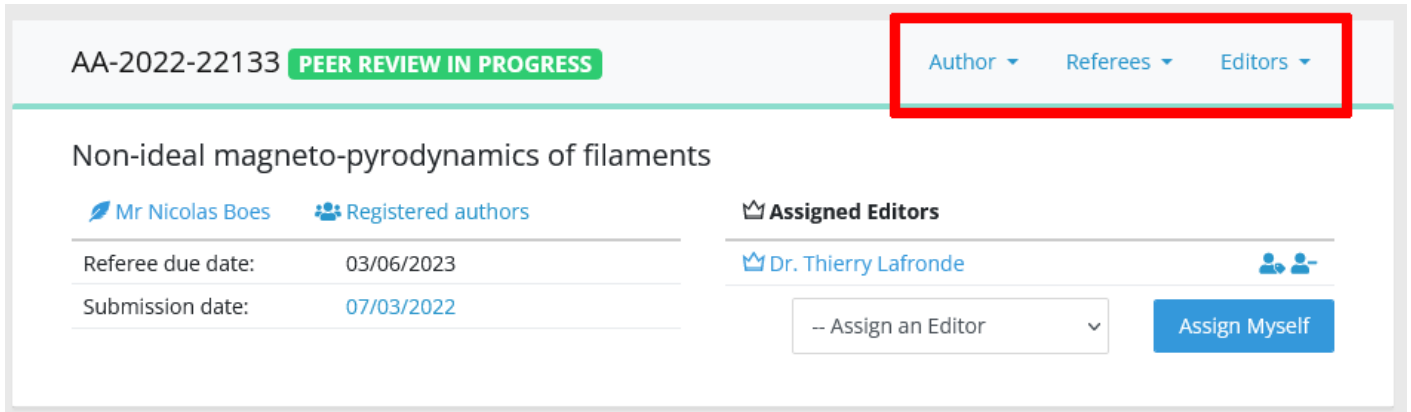 AA-2022-22133 PEER REVIEW IN PROGRESS Author Referees Editors
Non-ideal magneto-pyrodynamics of filaments
Mr Nicolas Boes Registered authors
Referee due date: 03/06/2023
Submission date: 07/03/2022
Assigned Editors
Dr. Thierry Lafronde
-- Assign an Editor Assign Myself